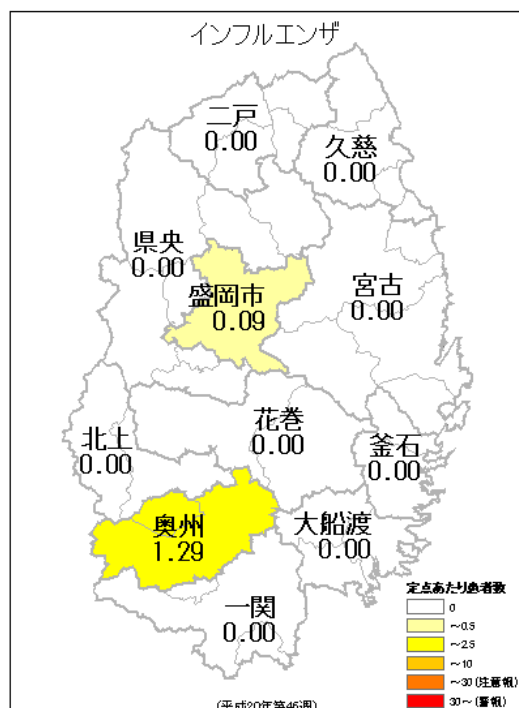 インフルエンザ
二戸
0.00
久慈
0.00
県央
0.00
盛岡市
0.09
宮古
0.00
花巻
0.00
北上
0.00
釜石
0.00
奥州
1.29
大船渡
0.00
一関
0.00
定点あたり患者数
0
～0.5
～2.5
～10
～30(注意報)
30～(警報)
(平成20年第46週)